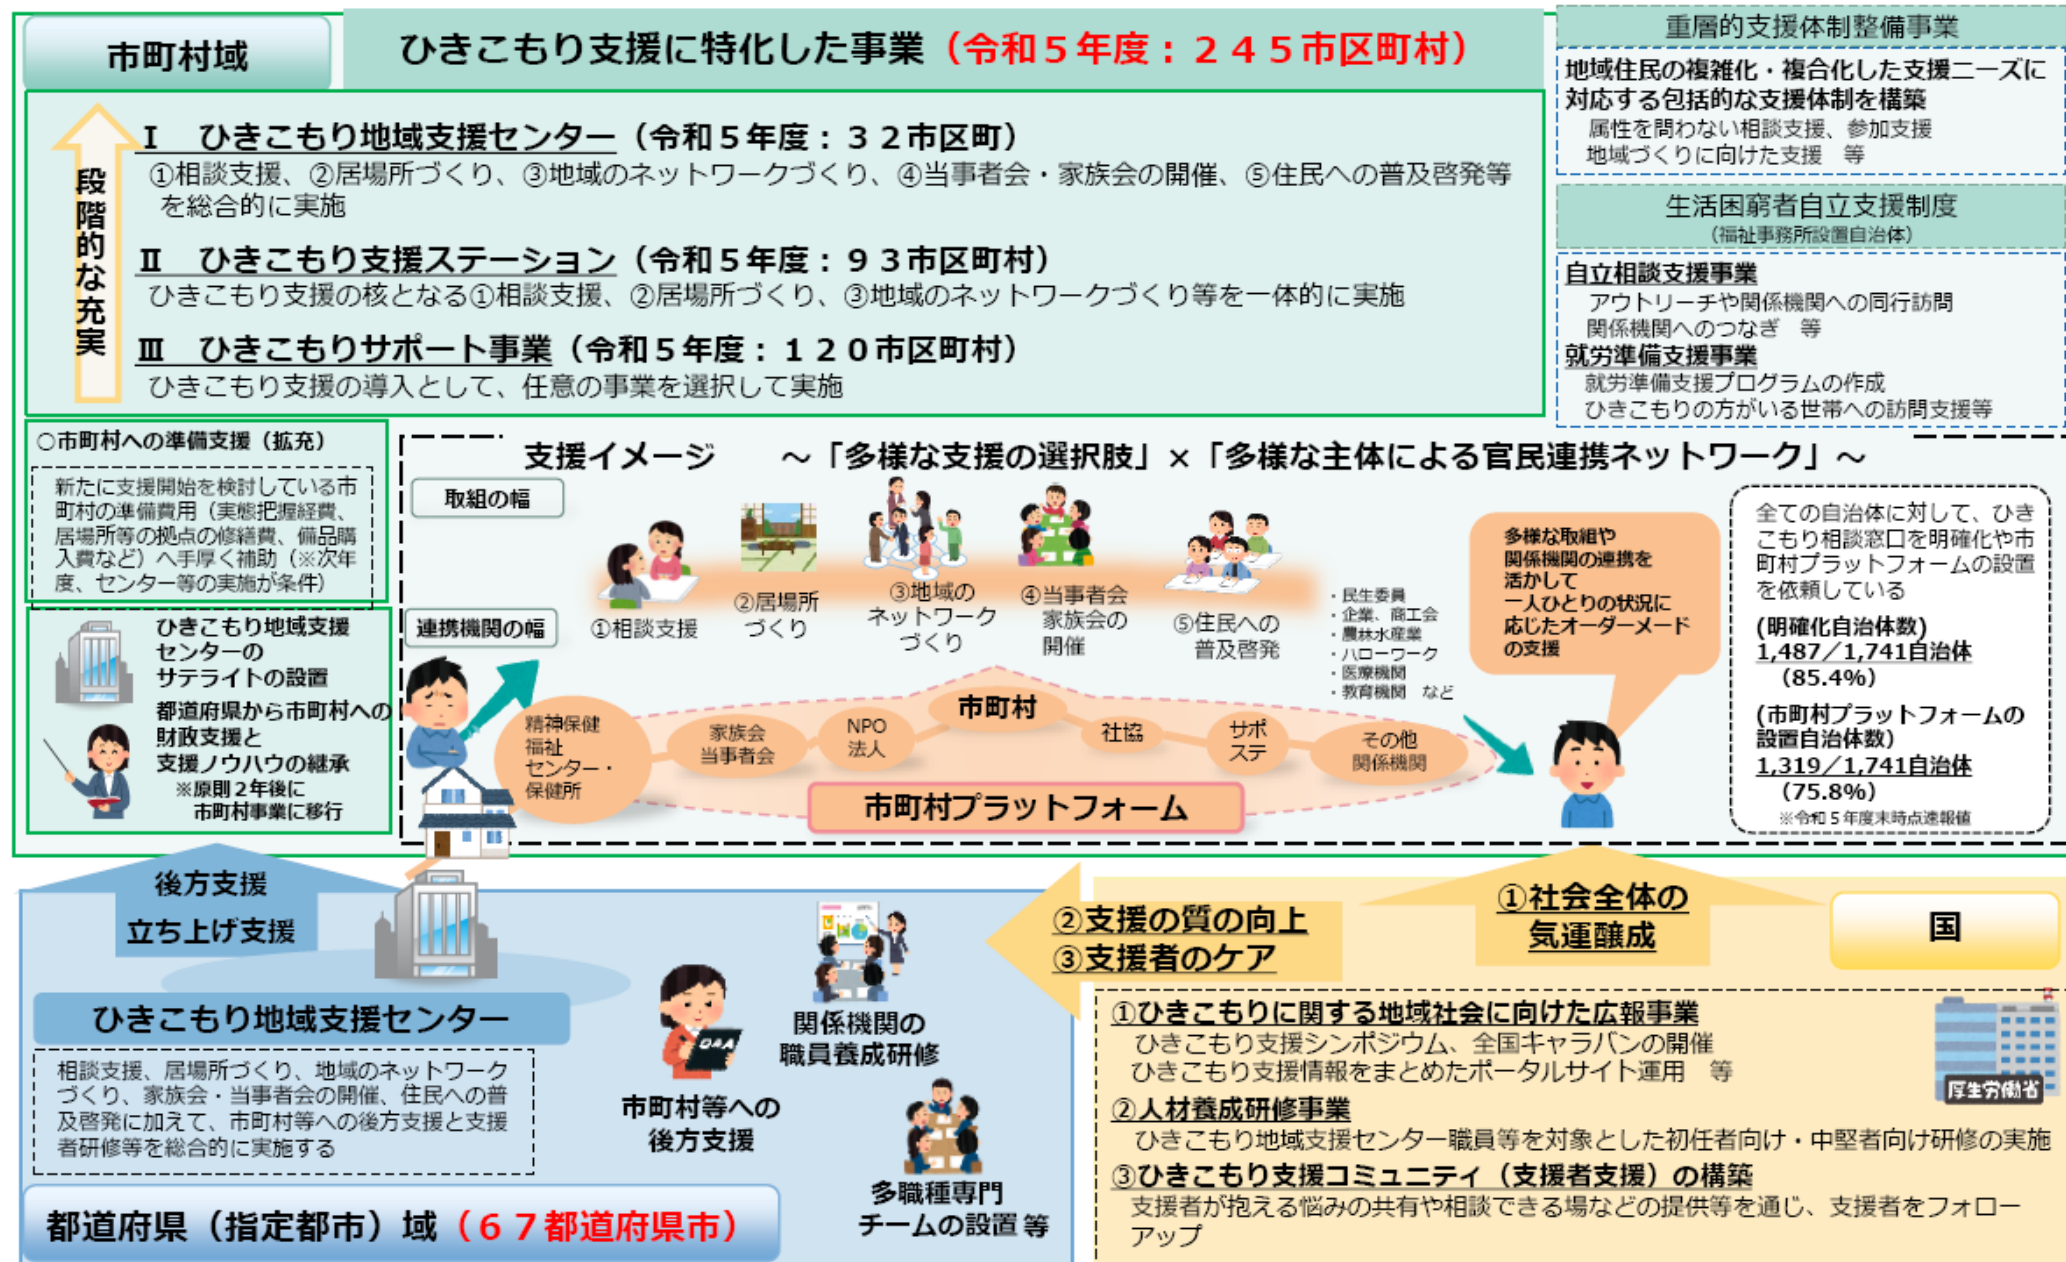 市町村域
ひきこもり支援に特化した事業（令和５年度：２４５市区町村）
段階的な充実
Ⅰ　ひきこもり地域支援センター（令和５年度：３２市区町）
①相談支援、②居場所づくり、③地域のネットワークづくり、④当事者会・家族会の開催、⑤住民への普及啓発等
を総合的に実施
Ⅱ　ひきこもり支援ステーション（令和５年度：９３市区町村）
ひきこもり支援の核となる①相談支援、②居場所づくり、③地域のネットワークづくり等を一体的に実施
Ⅲ　ひきこもりサポート事業（令和５年度：１２０市区町村）
ひきこもり支援の導入として、任意の事業を選択して実施
重層的支援体制整備事業
地域住民の複雑化・複合化した支援ニーズに
対応する包括的な支援体制を構築
属性を問わない相談支援、参加支援
地域づくりに向けた支援　等
生活困窮者自立支援制度
（福祉事務所設置自治体）
自立相談支援事業
アウトリーチや関係機関への同行訪問
関係機関へのつなぎ　等
就労準備支援事業
就労準備支援プログラムの作成
ひきこもりの方がいる世帯への訪問支援等
○市町村への準備支援（拡充）
新たに支援開始を検討している市
町村の準備費用（実態把握経費、
居場所等の拠点の修繕費、備品購
入費など）へ手厚く補助（※次年
度、センター等の実施が条件）
ひきこもり地域支援
センターの
サテライトの設置
都道府県から市町村への
財政支援と
支援ノウハウの継承
※原則２年後に
市町村事業に移行
支援イメージ　　～「多様な支援の選択肢」×「多様な主体による官民連携ネットワーク」～
取組の幅
連携機関の幅
①相談支援
②居場所
づくり
③地域の
ネットワーク
づくり
④当事者会
家族会の
開催
⑤住民への
普及啓発
・民生委員
・企業、商工会
・農林水産業
・ハローワーク
・医療機関
・教育機関　など
多様な取組や
関係機関の連携を
活かして
一人ひとりの状況に
応じたオーダーメード
の支援
精神保健
福祉
センター・
保健所
家族会
当事者会
NPO
法人
市町村
社協
サポ
ステ
その他
関係機関
市町村プラットフォーム
全ての自治体に対して、ひき
こもり相談窓口を明確化や市
町村プラットフォームの設置
を依頼している
(明確化自治体数)
1,487／1,741自治体
（85.4%）
(市町村プラットフォームの
設置自治体数）
1,319／1,741自治体
（75.8%）
※令和５年度末時点速報値
後方支援
立ち上げ支援
ひきこもり地域支援センター
相談支援、居場所づくり、地域のネットワーク
づくり、家族会・当事者会の開催、住民への普
及啓発に加えて、市町村等への後方支援と支援
者研修等を総合的に実施する
都道府県（指定都市）域（６７都道府県市）
Q&A
市町村等への
後方支援
関係機関の
職員養成研修
多職種専門
チームの設置 等
②支援の質の向上
③支援者のケア
①社会全体の
気運醸成
国
厚生労働省
①ひきこもりに関する地域社会に向けた広報事業
ひきこもり支援シンポジウム、全国キャラバンの開催
ひきこもり支援情報をまとめたポータルサイト運用　等
②人材養成研修事業
ひきこもり地域支援センター職員等を対象とした初任者向け・中堅者向け研修の実施
③ひきこもり支援コミュニティ（支援者支援）の構築
支援者が抱える悩みの共有や相談できる場などの提供等を通じ、支援者をフォロー
アップ